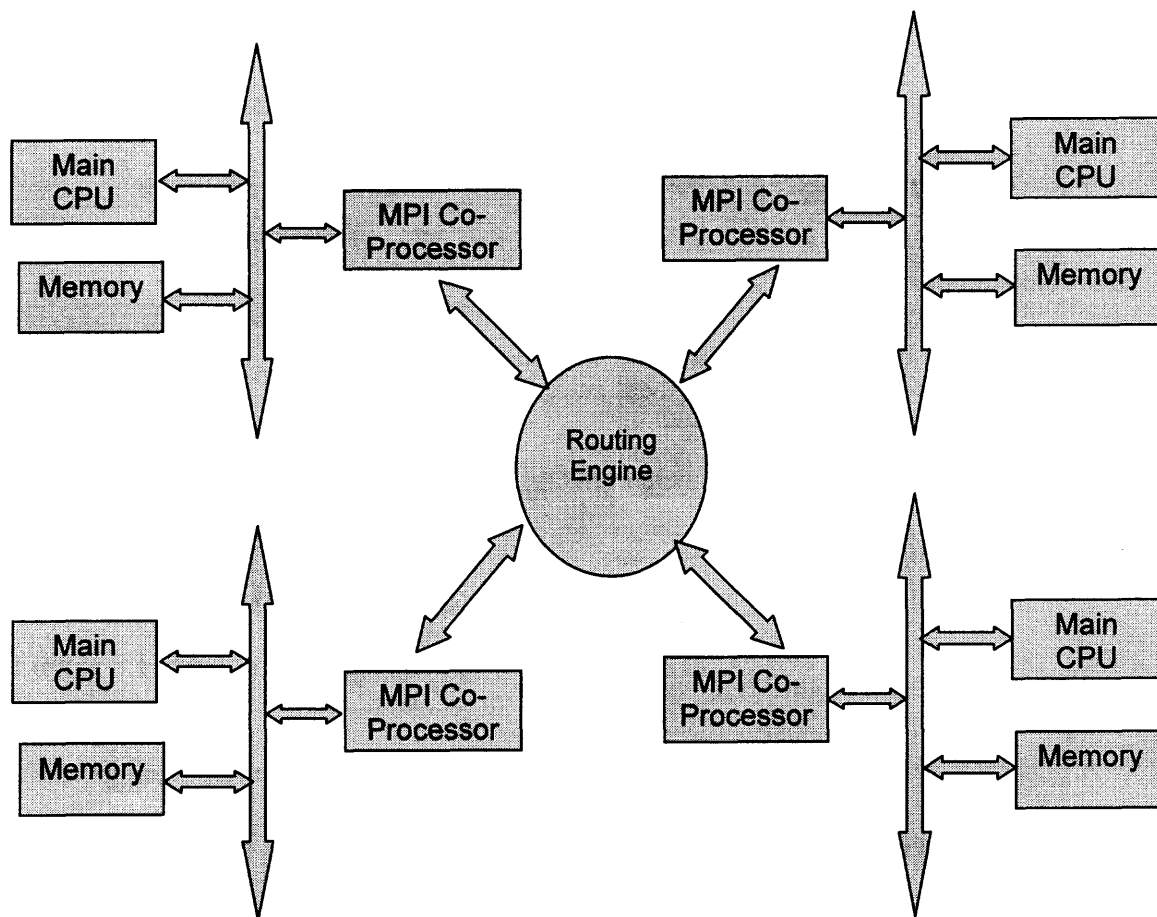 Main
CPU
Memory
MPI Co-
Processor
MPI Co-
Processor
Main
CPU
Memory
Routing
Engine
Main
CPU
Memory
MPI Co-
Processor
MPI Co-
Processor
Main
CPU
Memory